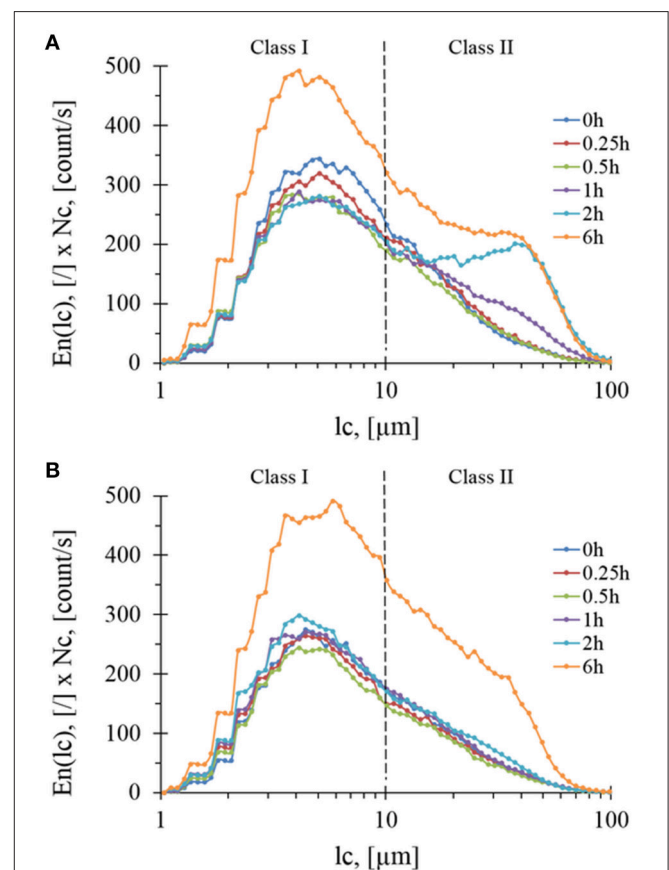 A
Class I Class II
500
400
300
200
100
0
En(lc), [/] x Nc, [count/s]
0h
0.25h
0.5h
1h
2h
6h
1 10 100
lc, [µm]
B
Class I Class II
500
400
300
200
100
0
En(lc), [/] x Nc, [count/s]
0h
0.25h
0.5h
1h
2h
6h
1 10 100
lc, [µm]